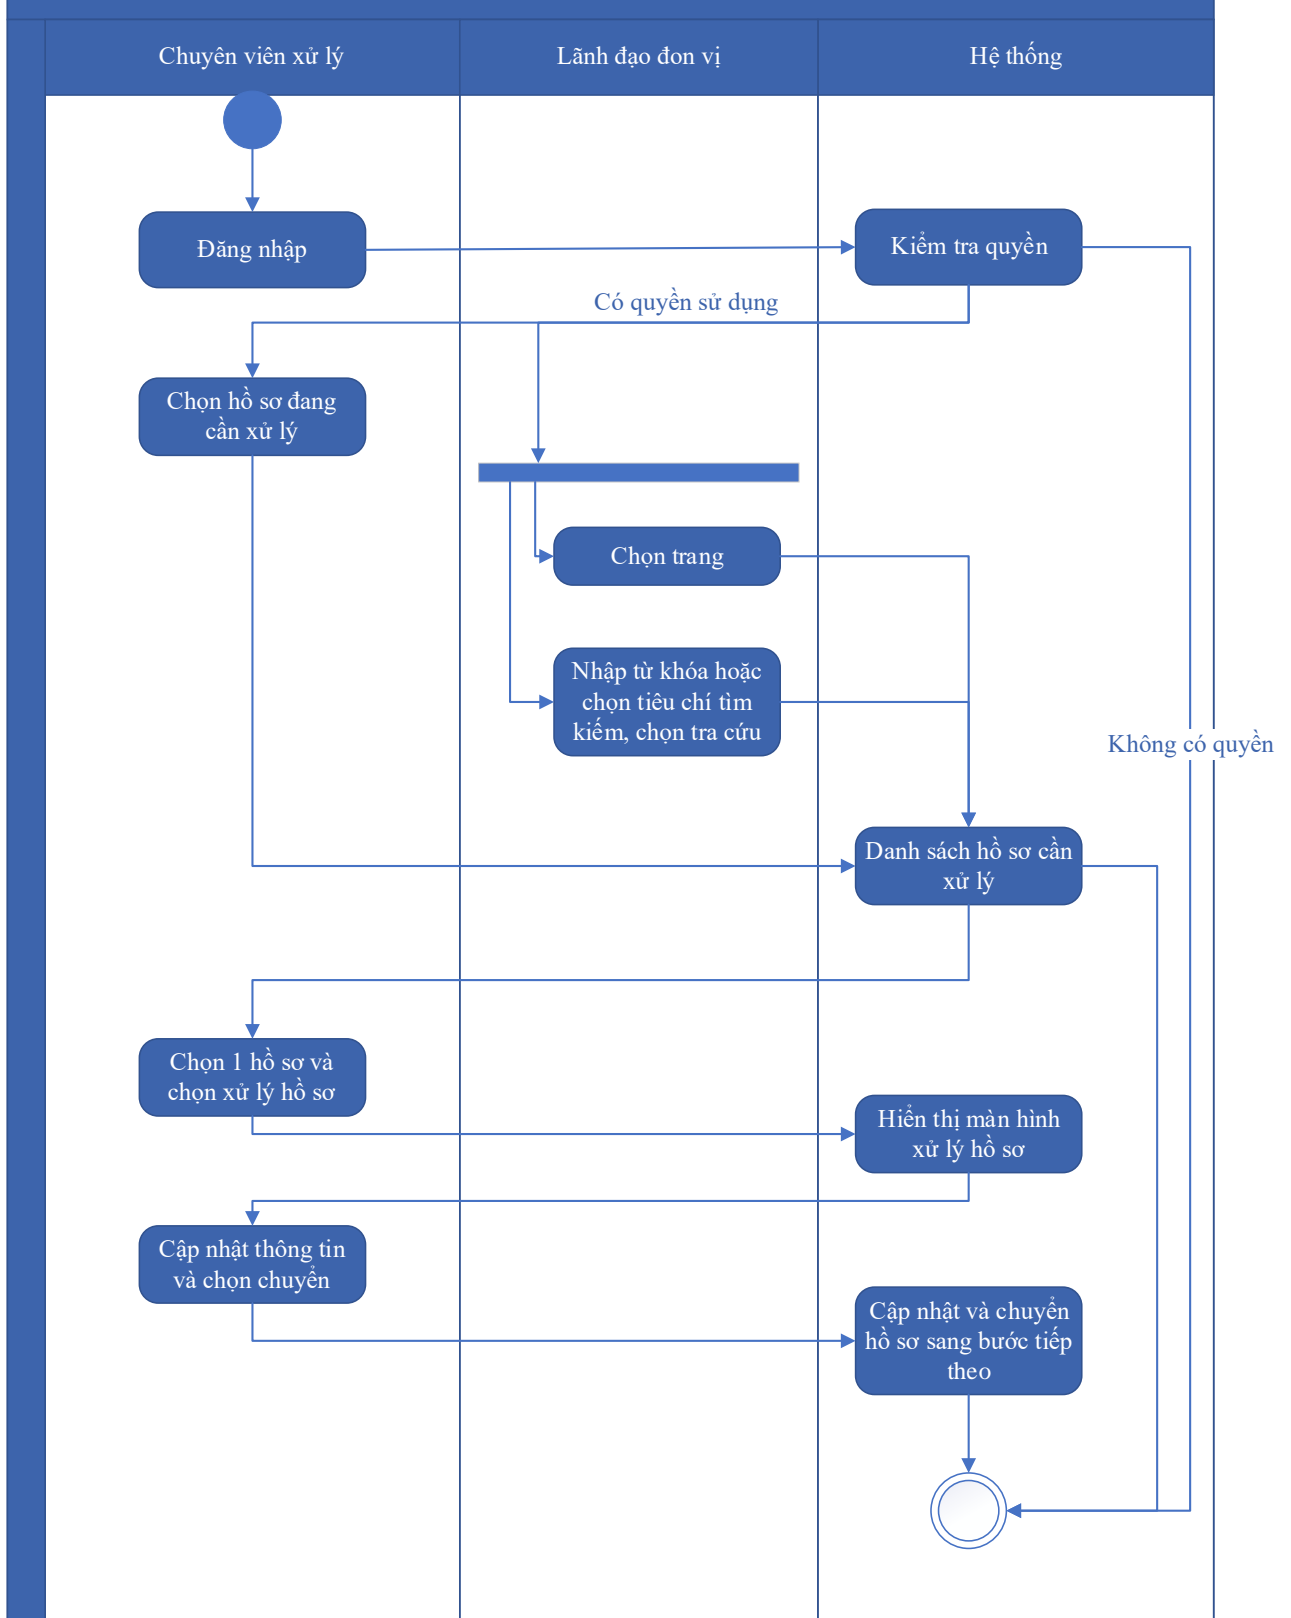 Chuyên viên xử lý
Lãnh đạo đơn vị
Hệ thống
Đăng nhập
Kiểm tra quyền
Có quyền sử dụng
Chọn hồ sơ đang
cần xử lý
Chọn trang
Nhập từ khóa hoặc
chọn tiêu chí tìm
kiếm, chọn tra cứu
Không có quyền
Danh sách hồ sơ cần
xử lý
Chọn 1 hồ sơ và
chọn xử lý hồ sơ
Hiển thị màn hình
xử lý hồ sơ
Cập nhật thông tin
và chọn chuyển
Cập nhật và chuyển
hồ sơ sang bước tiếp
theo